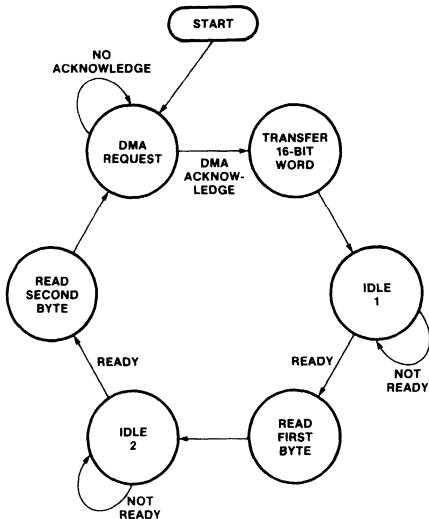 START
NO
ACKNOWLEDGE
DMA
REQUEST
DMA
ACKNOW-
LEDGE
TRANSFER
16-BIT
WORD
IDLE
1
NOT
READY
READY
READ
FIRST
BYTE
IDLE
2
NOT
READY
READY
READ
SECOND
BYTE